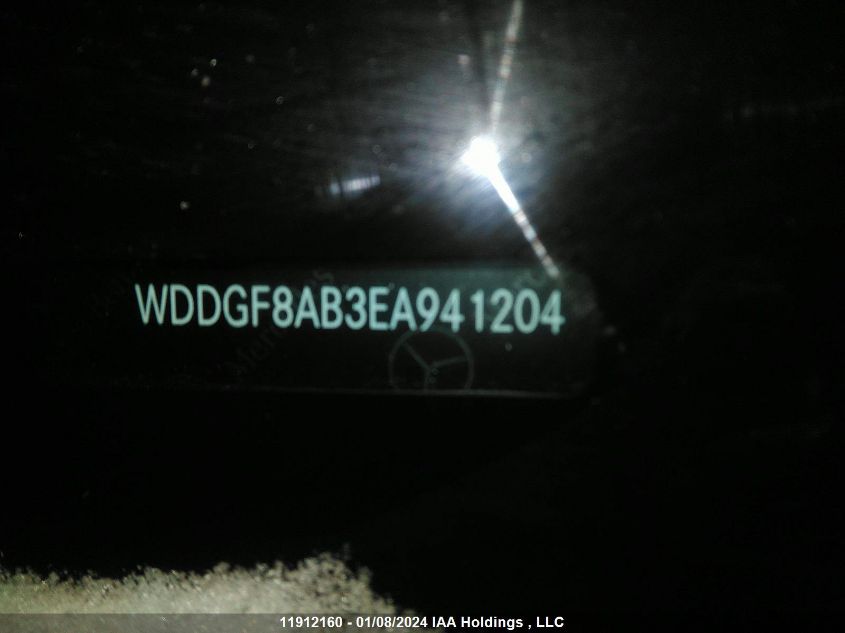 WDDGF8AB3EA941204
11912160 - 01/08/2024 IAA Holdings , LLC